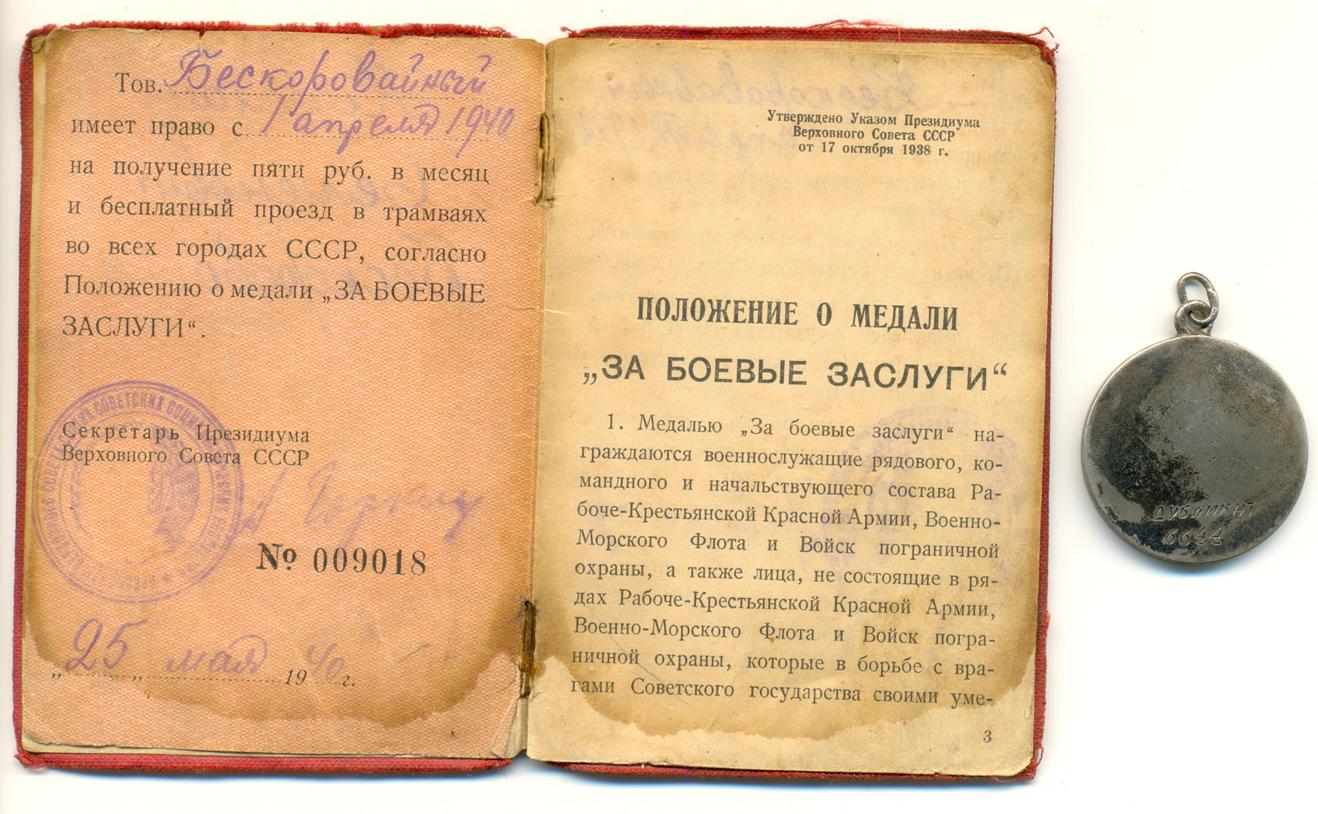 Тов. Бескоровайный
имеет право с 1 апреля 1940
на получение пяти руб. в месяц
и бесплатный проезд в трамваях
во всех городах СССР, согласно
Положению о медали „ЗА БОЕВЫЕ
ЗАСЛУГИ“.
Секретарь Президиума
Верховного Совета СССР
А Горкин
№ 009018
„25„ мая 1940 г.
Утверждено Указом Президиума
Верховного Совета СССР
от 17 октября 1938 г.
ПОЛОЖЕНИЕ О МЕДАЛИ
„ЗА БОЕВЫЕ ЗАСЛУГИ“
1. Медалью „За боевые заслуги“ на-
граждаются военнослужащие рядового, ко-
мандного и начальствующего состава Ра-
боче-Крестьянской Красной Армии, Военно-
Морского Флота и Войск пограничной
охраны, а также лица, не состоящие в ря-
дах Рабоче-Крестьянской Красной Армии,
Военно-Морского Флота и Войск погра-
ничной охраны, которые в борьбе с вра-
гами Советского государства своими уме-
3
ДУБЛИКАТ
6644